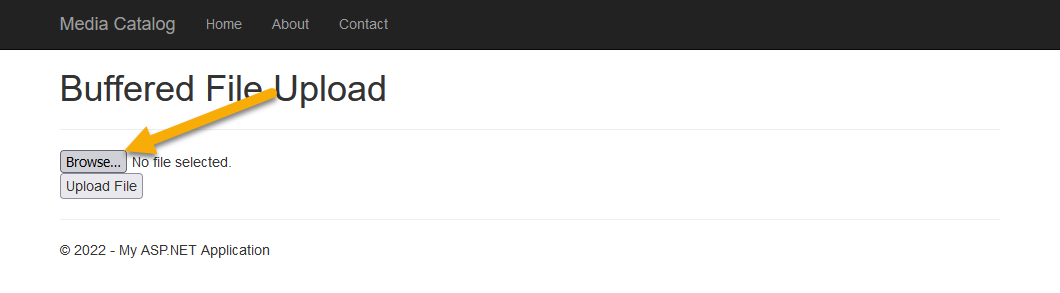 Media Catalog Home About Contact
Buffered File Upload
Browse... No file selected.
Upload File
© 2022 - My ASP.NET Application